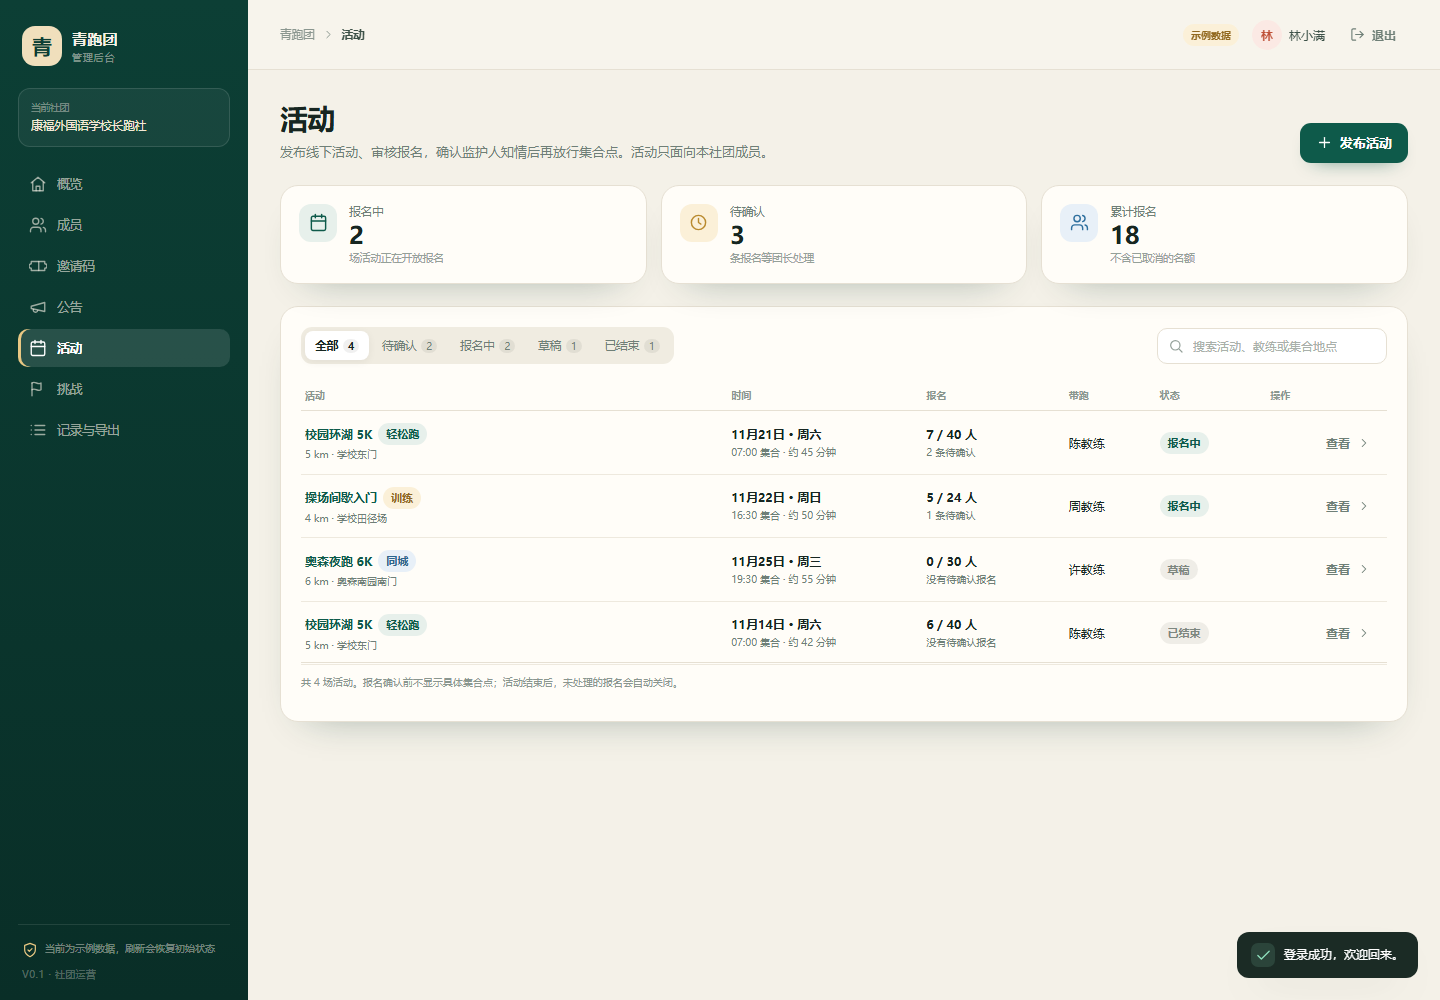 青
青跑团
管理后台
当前社团
康福外国语学校长跑社
概览
成员
邀请码
公告
活动
挑战
记录与导出
当前为示例数据，刷新会恢复初始状态
V0.1 · 社团运营
青跑团 > 活动
示例数据
林
林小满
退出
活动
发布线下活动、审核报名，确认监护人知情后再放行集合点。活动只面向本社团成员。
发布活动
报名中
2
场活动正在开放报名
待确认
3
条报名等团长处理
累计报名
18
不含已取消的名额
全部 4 待确认 2 报名中 2 草稿 1 已结束 1
搜索活动、教练或集合地点
活动 时间 报名 带跑 状态 操作
校园环湖 5K 轻松跑
5 km · 学校东门
11月21日 • 周六
07:00 集合 · 约 45 分钟
7 / 40 人
2 条待确认
陈教练
报名中
查看
操场间歇入门 训练
4 km · 学校田径场
11月22日 • 周日
16:30 集合 · 约 50 分钟
5 / 24 人
1 条待确认
周教练
报名中
查看
奥森夜跑 6K 同城
6 km · 奥森南园南门
11月25日 • 周三
19:30 集合 · 约 55 分钟
0 / 30 人
没有待确认报名
许教练
草稿
查看
校园环湖 5K 轻松跑
5 km · 学校东门
11月14日 • 周六
07:00 集合 · 约 42 分钟
6 / 40 人
没有待确认报名
陈教练
已结束
查看
共 4 场活动。报名确认前不显示具体集合点；活动结束后，未处理的报名会自动关闭。
登录成功，欢迎回来。